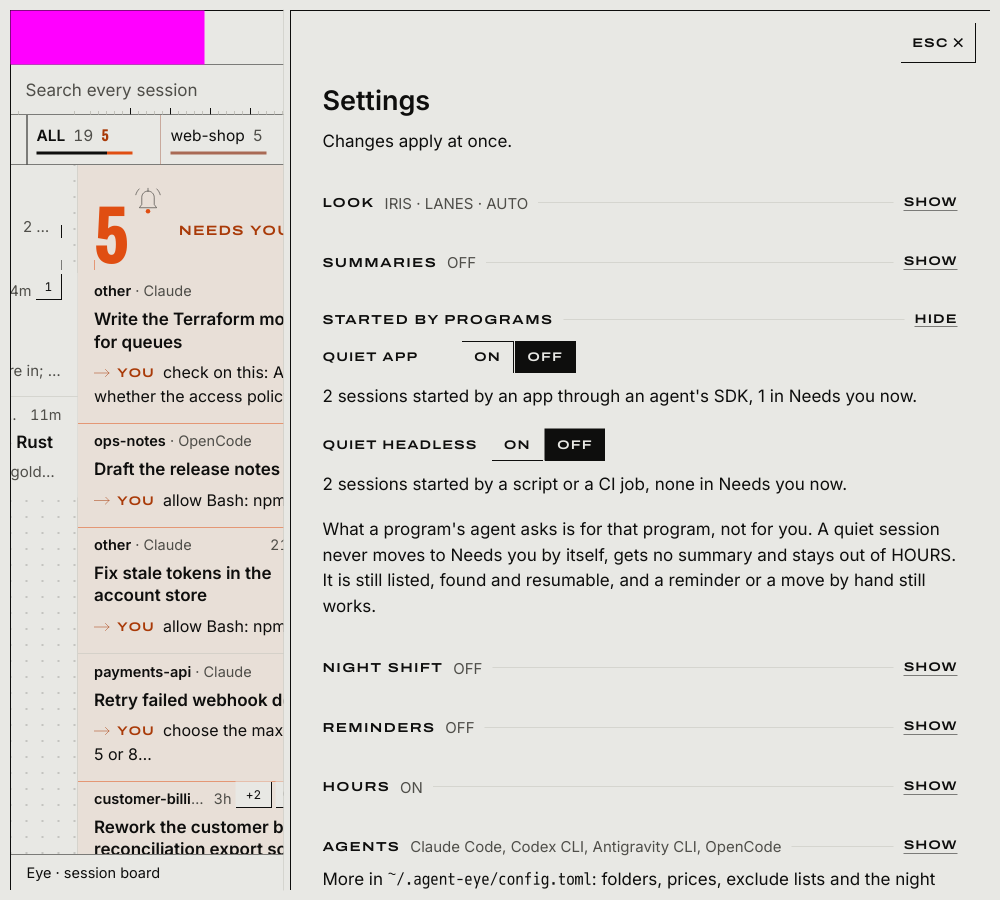 Search every session
ALL 19 5
web-shop 5
2 ...
4m 1
re in; ...
. 11m
Rust
gold...
5
NEEDS YOU
other · Claude
Write the Terraform mo
for queues
→ YOU check on this: A
whether the access polic
ops-notes · OpenCode
Draft the release notes
→ YOU allow Bash: npm
other · Claude 21
Fix stale tokens in the
account store
→ YOU allow Bash: npm
payments-api · Claude
Retry failed webhook d
→ YOU choose the max
5 or 8...
customer-billi... 3h +2
Rework the customer b
reconciliation export sc
Eye · session board
ESC ✕
Settings
Changes apply at once.
LOOK IRIS · LANES · AUTO SHOW
SUMMARIES OFF SHOW
STARTED BY PROGRAMS HIDE
QUIET APP ON OFF
2 sessions started by an app through an agent's SDK, 1 in Needs you now.
QUIET HEADLESS ON OFF
2 sessions started by a script or a CI job, none in Needs you now.
What a program's agent asks is for that program, not for you. A quiet session
never moves to Needs you by itself, gets no summary and stays out of HOURS.
It is still listed, found and resumable, and a reminder or a move by hand still
works.
NIGHT SHIFT OFF SHOW
REMINDERS OFF SHOW
HOURS ON SHOW
AGENTS Claude Code, Codex CLI, Antigravity CLI, OpenCode SHOW
More in ~/.agent-eye/config.toml: folders, prices, exclude lists and the night